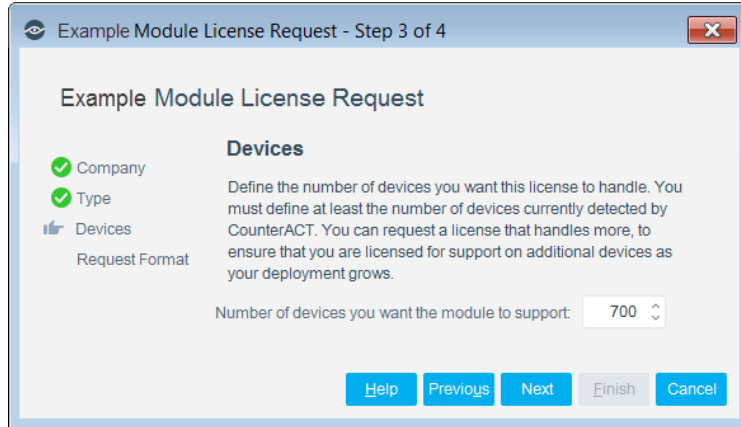 Example Module License Request - Step 3 of 4
Example Module License Request
Company
Type
Devices
Request Format
Devices
Define the number of devices you want this license to handle. You
must define at least the number of devices currently detected by
CounterACT. You can request a license that handles more, to
ensure that you are licensed for support on additional devices as
your deployment grows.
Number of devices you want the module to support: 700
Help Previous Next Finish Cancel